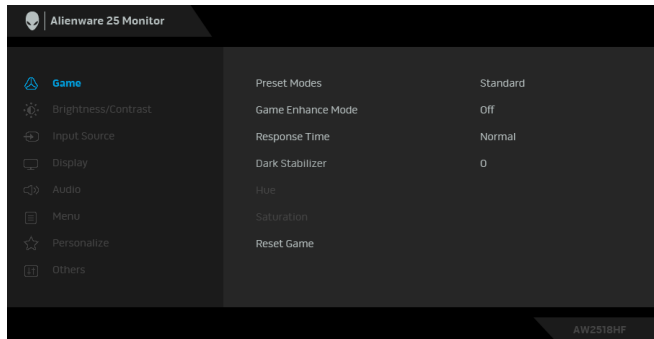 Alienware 25 Monitor
Game
Preset Modes Standard
Brightness/Contrast
Game Enhance Mode Off
Input Source
Response Time Normal
Display
Dark Stabilizer 0
Audio
Hue
Menu
Saturation
Personalize
Reset Game
Others
AW2518HF